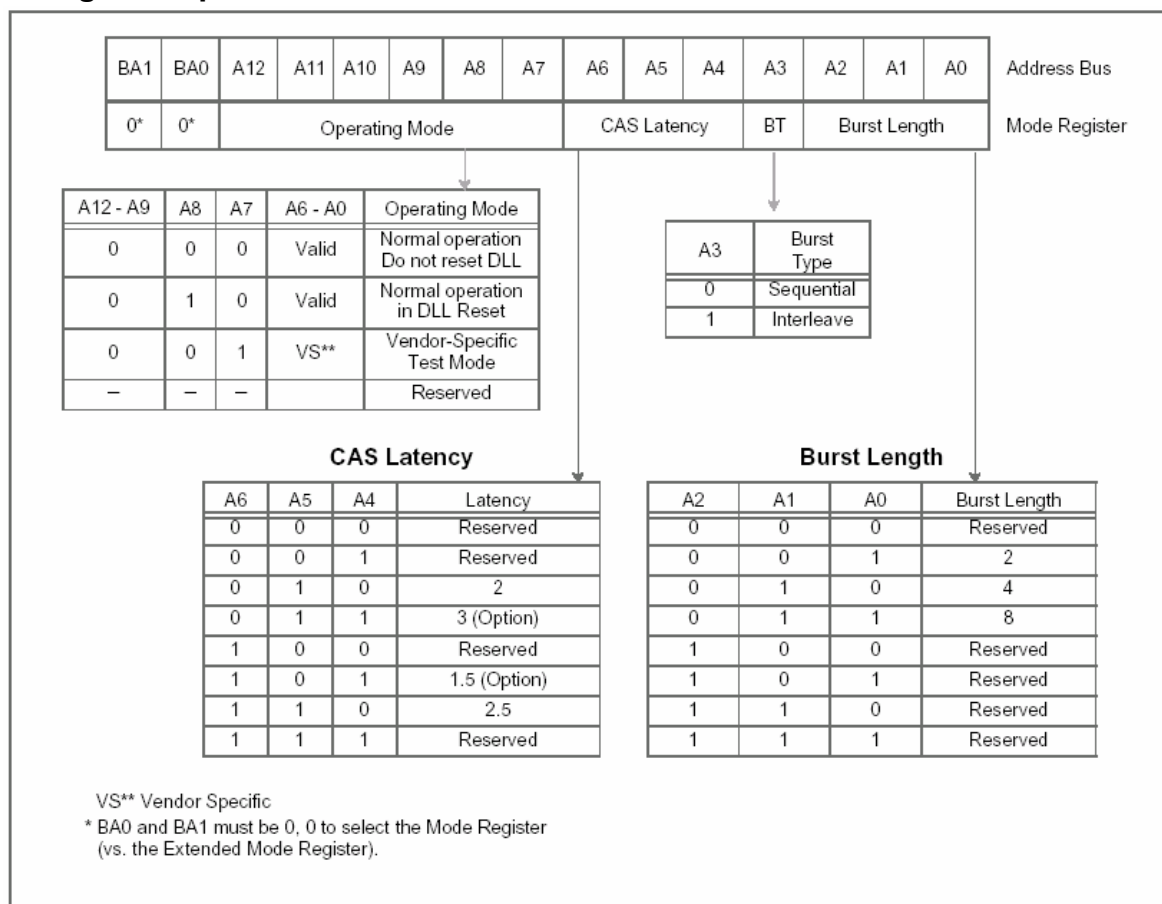 BA1 BA0 A12 A11 A10 A9 A8 A7 A6 A5 A4 A3 A2 A1 A0 Address Bus
0* 0* Operating Mode CAS Latency BT Burst Length Mode Register
A12 - A9 A8 A7 A6 - A0 Operating Mode
0 0 0 Valid Normal operation
Do not reset DLL
0 1 0 Valid Normal operation
in DLL Reset
0 0 1 VS** Vendor-Specific
Test Mode
– – – Reserved
A3 Burst
Type
0 Sequential
1 Interleave
CAS Latency
A6 A5 A4 Latency
0 0 0 Reserved
0 0 1 Reserved
0 1 0 2
0 1 1 3 (Option)
1 0 0 Reserved
1 0 1 1.5 (Option)
1 1 0 2.5
1 1 1 Reserved
Burst Length
A2 A1 A0 Burst Length
0 0 0 Reserved
0 0 1 2
0 1 0 4
0 1 1 8
1 0 0 Reserved
1 0 1 Reserved
1 1 0 Reserved
1 1 1 Reserved
VS** Vendor Specific
* BA0 and BA1 must be 0, 0 to select the Mode Register
(vs. the Extended Mode Register).